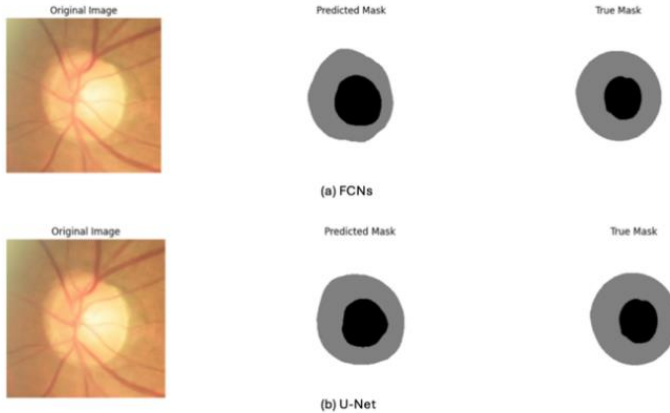 Original Image Predicted Mask True Mask
(a) FCNs
Original Image Predicted Mask True Mask
(b) U-Net